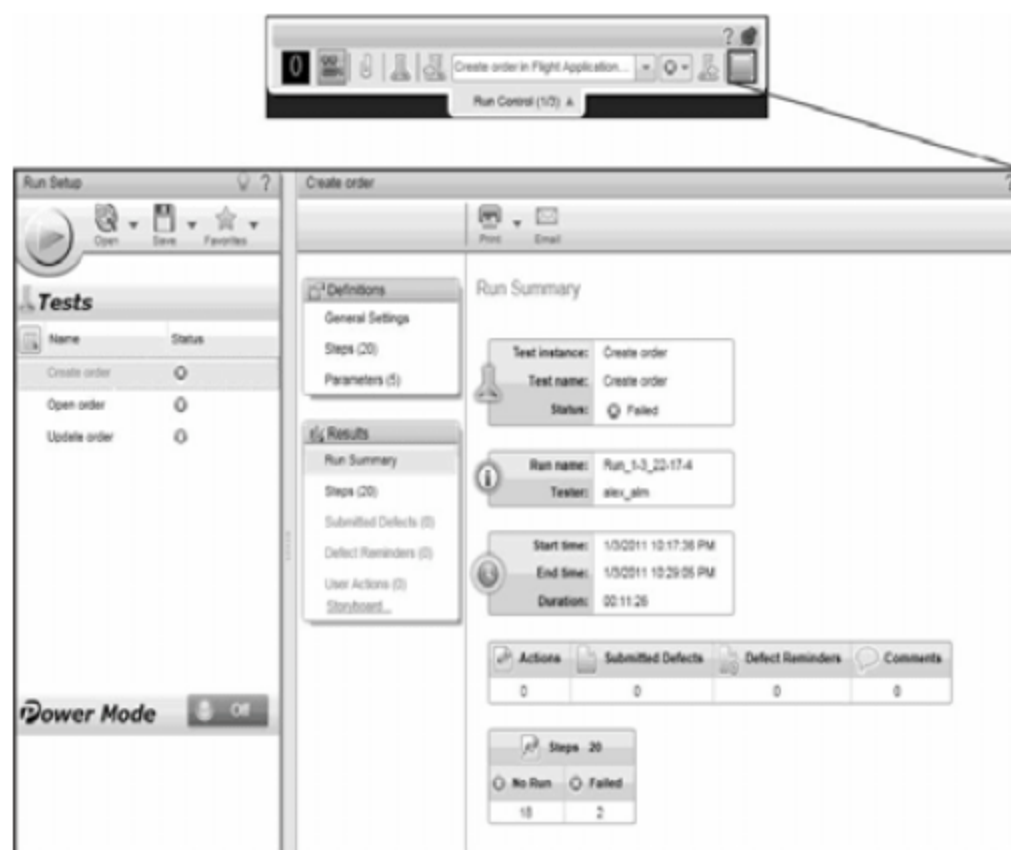 ?
0 Create order in Flight Application...
Run Control (1/3)
Run Setup ?
Create order ?
Open Save Favorites
Print Email
Tests
Name Status
Create order
Open order
Update order
Power Mode Off
Definitions
General Settings
Steps (20)
Parameters (5)
Results
Run Summary
Steps (20)
Submitted Defects (0)
Defect Reminders (0)
User Actions (0)
Storyboard...
Run Summary
Test instance: Create order
Test name: Create order
Status: Failed
Run name: Run_1-3_22-17-4
Tester: alex_alm
Start time: 1/3/2011 10:17:36 PM
End time: 1/3/2011 10:29:05 PM
Duration: 00:11:26
Actions Submitted Defects Defect Reminders Comments
0 0 0 0
Steps 20
No Run Failed
18 2